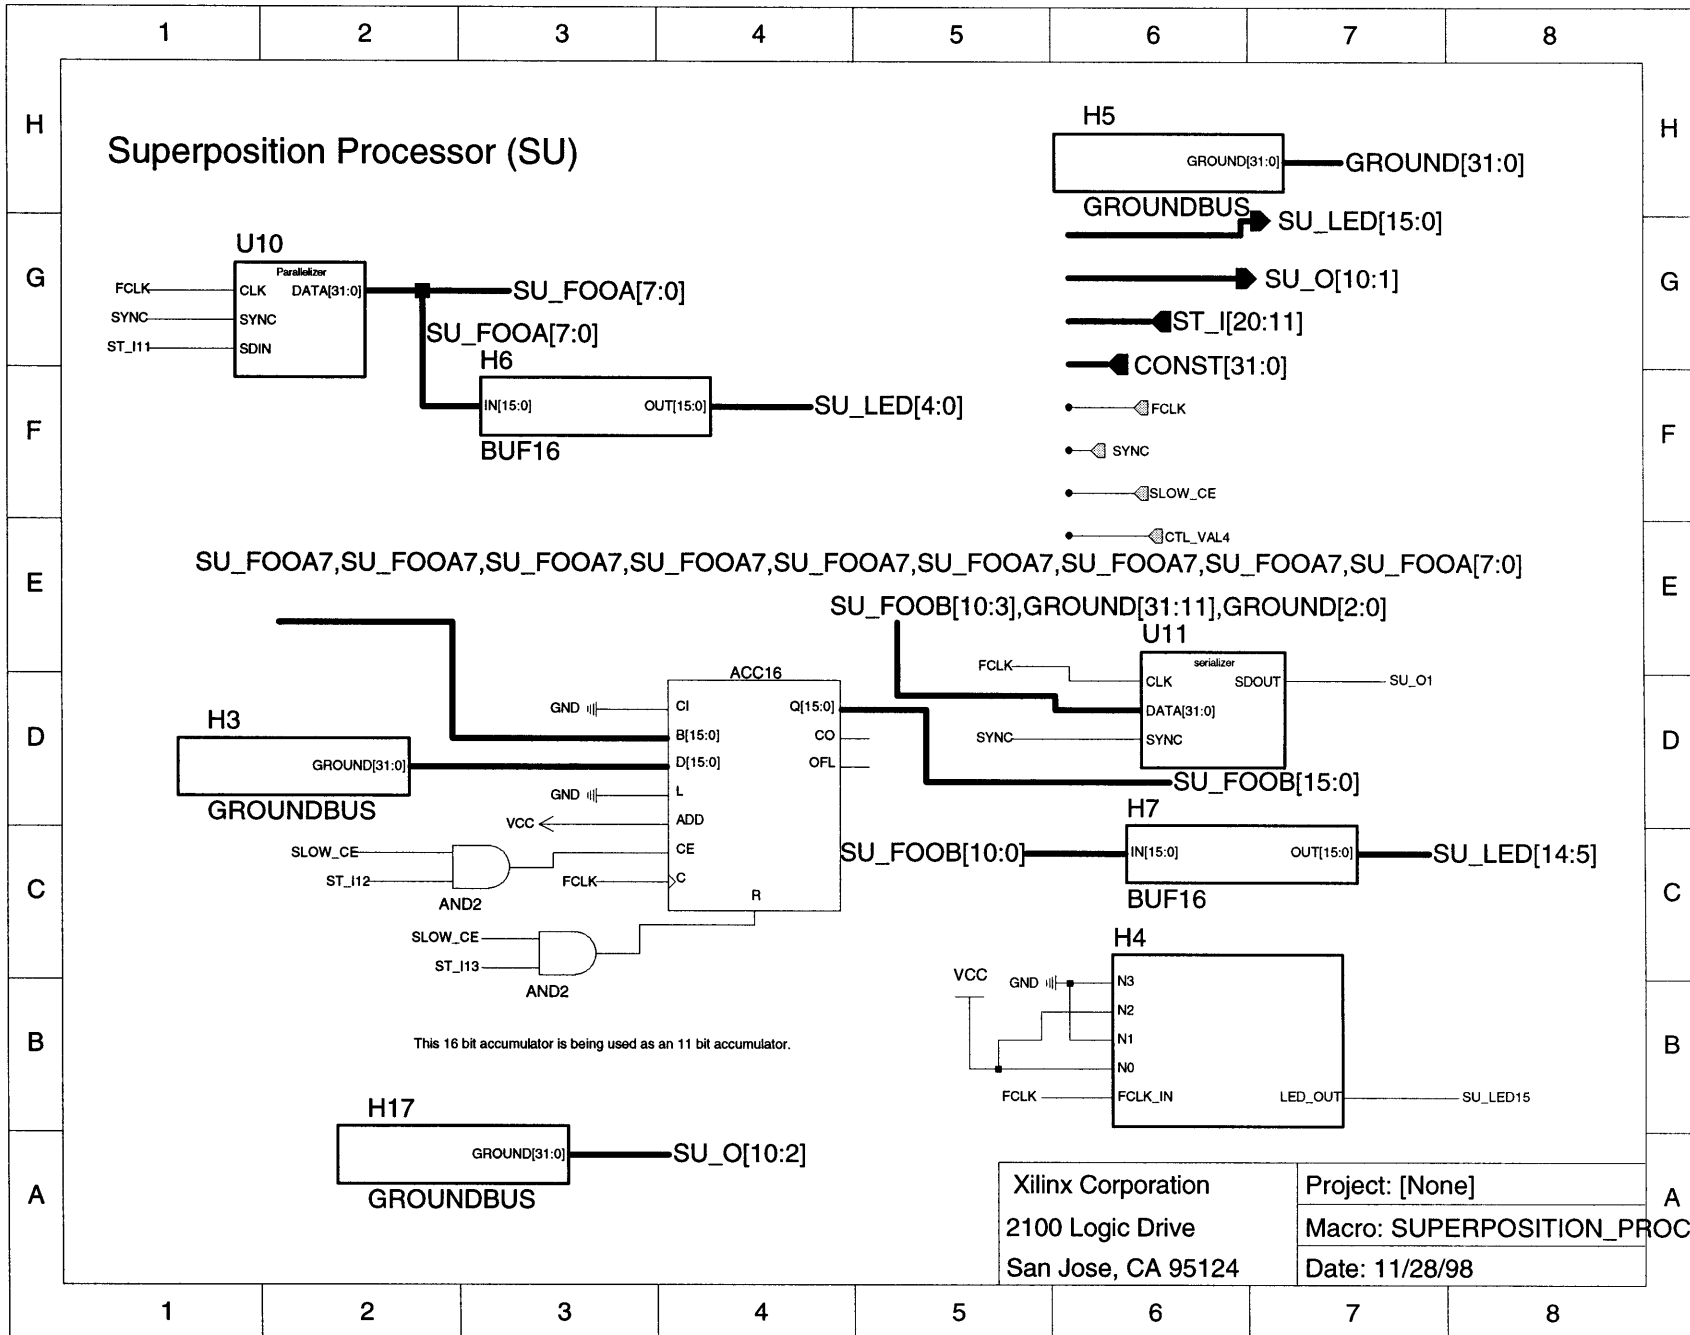 1 2 3 4 5 6 7 8
H H
Superposition Processor (SU)
H5
GROUND[31:0] GROUND[31:0]
GROUNDBUS
SU_LED[15:0]
G G
U10
Parallelizer
FCLK CLK DATA[31:0] SU_FOOA[7:0]
SYNC SYNC
ST_I11 SDIN
SU_O[10:1]
ST_I[20:11]
SU_FOOA[7:0]
H6
CONST[31:0]
IN[15:0] OUT[15:0] SU_LED[4:0]
BUF16
FCLK
F F
SYNC
SLOW_CE
CTL_VAL4
E E
SU_FOOA7,SU_FOOA7,SU_FOOA7,SU_FOOA7,SU_FOOA7,SU_FOOA7,SU_FOOA7,SU_FOOA7,SU_FOOA[7:0]
SU_FOOB[10:3],GROUND[31:11],GROUND[2:0]
U11
serializer
FCLK CLK SDOUT SU_O1
DATA[31:0]
SYNC SYNC
D D
ACC16
GND CI Q[15:0]
B[15:0] CO
D[15:0] OFL
GND L
VCC ADD
CE
FCLK C
R
H3
GROUND[31:0]
GROUNDBUS
SU_FOOB[15:0]
H7
SU_FOOB[10:0] IN[15:0] OUT[15:0] SU_LED[14:5]
BUF16
C C
SLOW_CE
ST_I12
AND2
SLOW_CE
ST_I13
AND2
H4
VCC GND N3
N2
N1
N0
FCLK FCLK_IN LED_OUT SU_LED15
B B
This 16 bit accumulator is being used as an 11 bit accumulator.
H17
GROUND[31:0] SU_O[10:2]
GROUNDBUS
A A
Xilinx Corporation Project: [None]
2100 Logic Drive Macro: SUPERPOSITION_PROC
San Jose, CA 95124 Date: 11/28/98
1 2 3 4 5 6 7 8